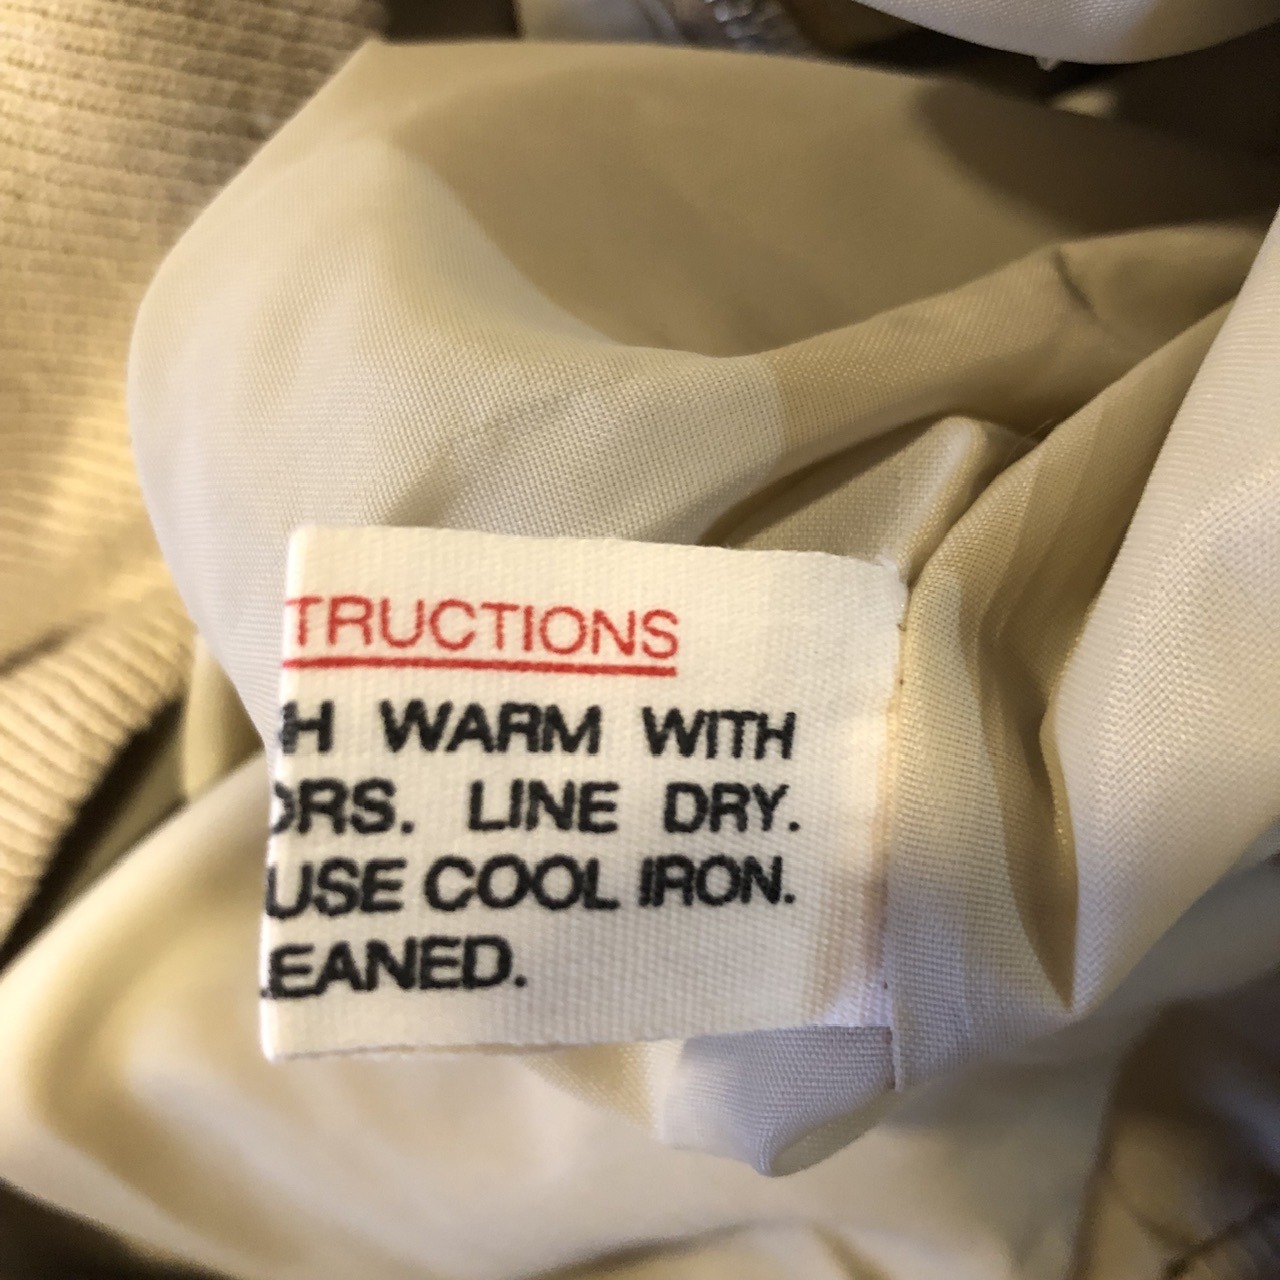 TRUCTIONS
H WARM WITH
ORS. LINE DRY.
USE COOL IRON.
LEANED.